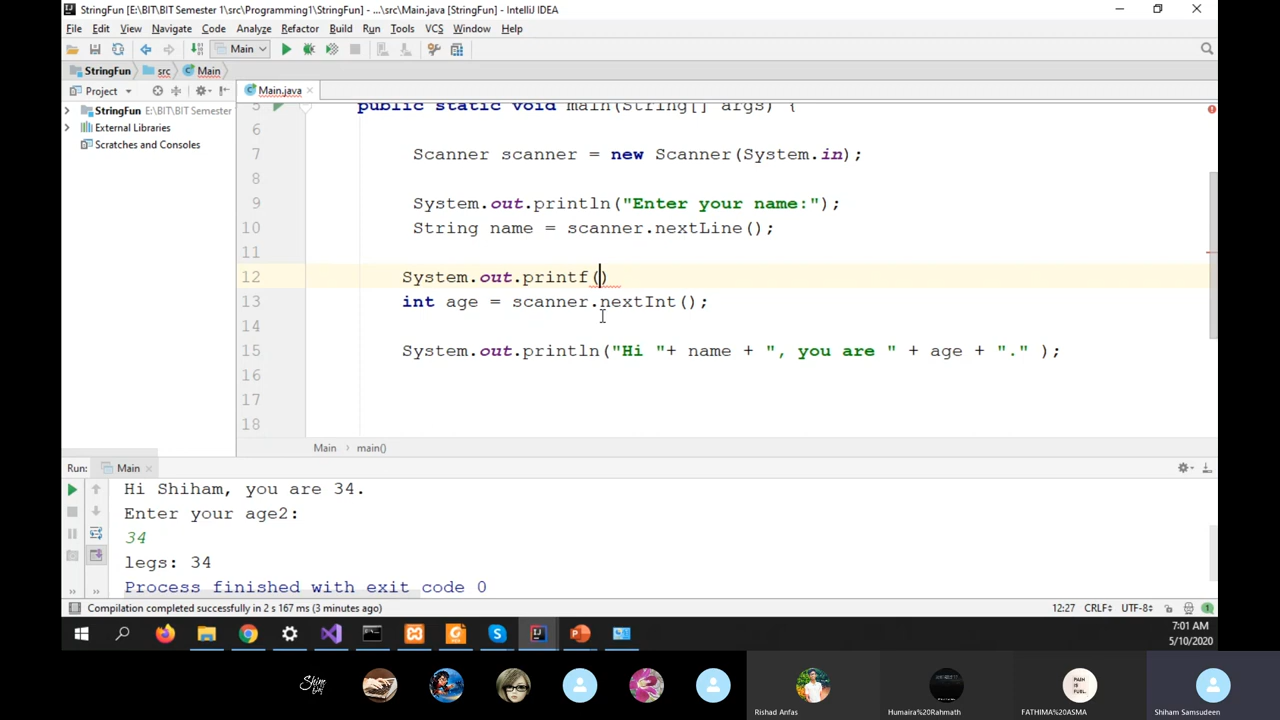 StringFun [E:\BIT\BIT Semester 1\src\Programming1\StringFun] - ...\src\Main.java [StringFun] - IntelliJ IDEA
File Edit View Navigate Code Analyze Refactor Build Run Tools VCS Window Help
Main
StringFun src Main
Project
Main.java
StringFun E:\BIT\BIT Semester
External Libraries
Scratches and Consoles
5 public static void main(String[] args) {
6
7 Scanner scanner = new Scanner(System.in);
8
9 System.out.println("Enter your name:");
10 String name = scanner.nextLine();
11
12 System.out.printf()
13 int age = scanner.nextInt();
14
15 System.out.println("Hi "+ name + ", you are " + age + "." );
16
17
18
Main main()
Run: Main
Hi Shiham, you are 34.
Enter your age2:
34
legs: 34
Process finished with exit code 0
Compilation completed successfully in 2 s 167 ms (3 minutes ago)
12:27 CRLF UTF-8
7:01 AM
5/10/2020
Rishad Anfas
Humaira%20Rahmath
FATHIMA%20ASMA
Shiham Samsudeen